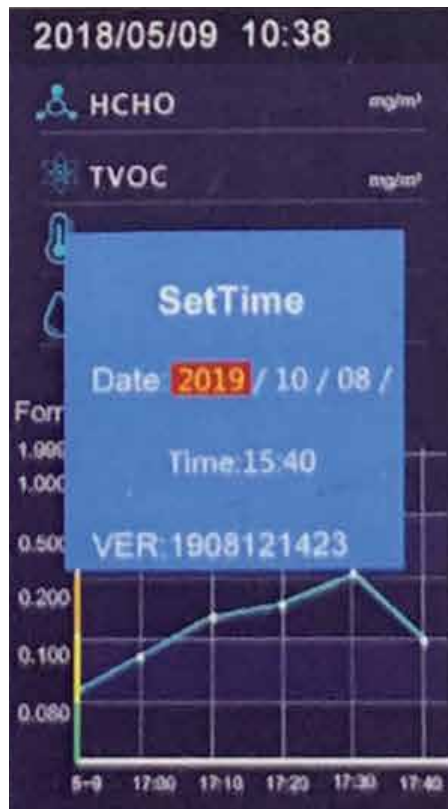 2018/05/09 10:38
HCHO mg/m³
TVOC mg/m³
SetTime
Date: 2019 / 10 / 08 /
Time:15:40
VER:1908121423
1.000
0.500
0.200
0.100
0.080
17:00 17:10 17:20 17:30 17:40